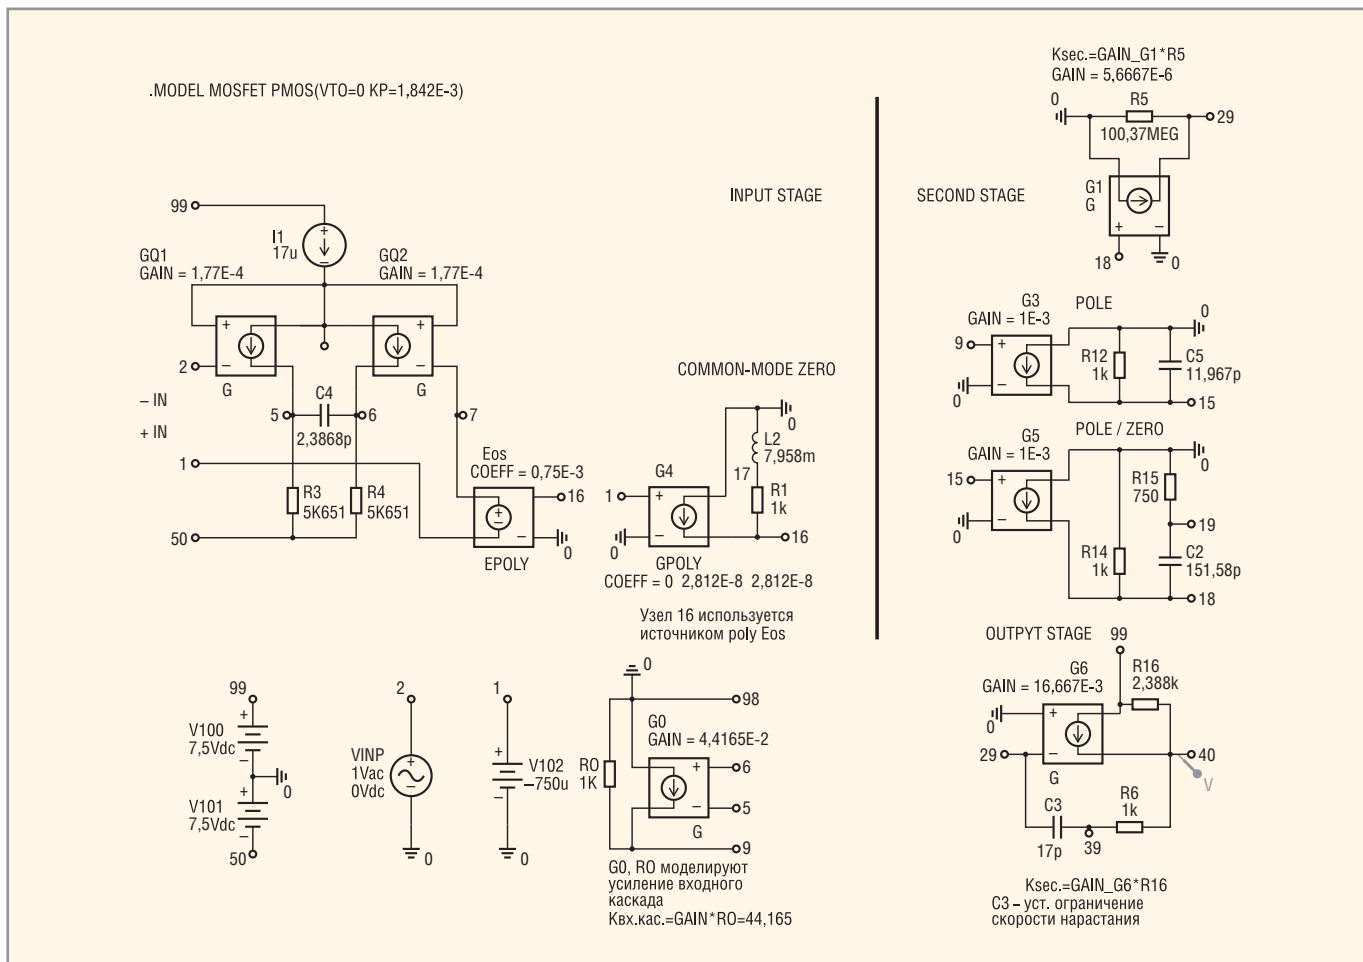 .MODEL MOSFET PMOS(VTO=0 KP=1,842E-3)
INPUT STAGE
99
I1
17u
+
–
GQ1
GAIN = 1,77E-4
GQ2
GAIN = 1,77E-4
+
–
+
–
2
G
G
– IN
+ IN
5
C4
6
2,3868p
7
1
R3
5K651
R4
5K651
50
Eos
COEFF = 0,75E-3
+
–
–
16
0
EPOLY
COMMON-MODE ZERO
0
L2
7,958m
17
R1
1k
G4
1
+
–
0
16
GPOLY
COEFF = 0 2,812E-8 2,812E-8
Узел 16 используется
источником poly Eos
99
+
V100
7,5Vdc
–
0
+
V101
7,5Vdc
–
50
2
VINP
1Vac
0Vdc
+
–
0
1
+
V102
–750u
–
0
0
98
G0
GAIN = 4,4165E-2
RO
1K
+
–
6
5
G
9
G0, RO моделируют
усиление входного
каскада
Квх.кас.=GAIN*RO=44,165
SECOND STAGE
Ksec.=GAIN_G1*R5
GAIN = 5,6667E-6
0
R5
29
100,37MEG
G1
G
+
–
18
0
G3
GAIN = 1E-3
POLE
0
9
+
–
0
R12
1k
C5
11,967p
15
G5
GAIN = 1E-3
POLE / ZERO
0
15
+
–
0
R15
750
19
R14
1k
C2
151,58p
18
OUTPYT STAGE
99
G6
GAIN = 16,667E-3
R16
2,388k
0
+
–
29
40
G
V
C3
17p
39
R6
1k
Ksec.=GAIN_G6*R16
C3 – уст. ограничение
скорости нарастания